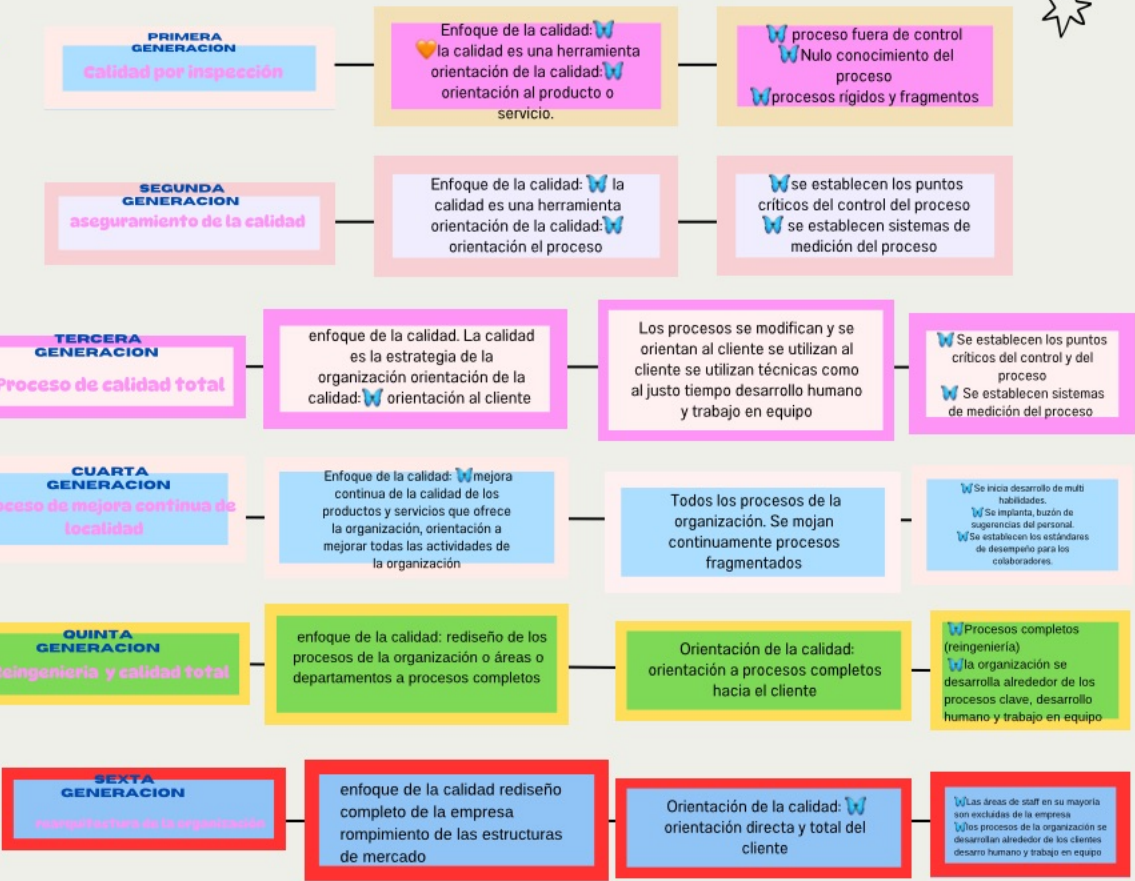 PRIMERA
GENERACION
Calidad por inspección
Enfoque de la calidad:
la calidad es una herramienta
orientación de la calidad:
orientación al producto o
servicio.
proceso fuera de control
Nulo conocimiento del
proceso
procesos rígidos y fragmentos
SEGUNDA
GENERACION
aseguramiento de la calidad
Enfoque de la calidad: la
calidad es una herramienta
orientación de la calidad:
orientación el proceso
se establecen los puntos
críticos del control del proceso
se establecen sistemas de
medición del proceso
TERCERA
GENERACION
Proceso de calidad total
enfoque de la calidad. La calidad
es la estrategia de la
organización orientación de la
calidad: orientación al cliente
Los procesos se modifican y se
orientan al cliente se utilizan al
cliente se utilizan técnicas como
al justo tiempo desarrollo humano
y trabajo en equipo
Se establecen los puntos
críticos del control y del
proceso
Se establecen sistemas
de medición del proceso
CUARTA
GENERACION
oceso de mejora continua de
localidad
Enfoque de la calidad: mejora
continua de la calidad de los
productos y servicios que ofrece
la organización, orientación a
mejorar todas las actividades de
la organización
Todos los procesos de la
organización. Se mojan
continuamente procesos
fragmentados
Se inicia desarrollo de multi
habilidades.
Se implanta, buzón de
sugerencias del personal.
Se establecen los estándares
de desempeño para los
colaboradores.
QUINTA
GENERACION
Reingenieria y calidad total
enfoque de la calidad: rediseño de los
procesos de la organización o áreas o
departamentos a procesos completos
Orientación de la calidad:
orientación a procesos completos
hacia el cliente
Procesos completos
(reingeniería)
la organización se
desarrolla alrededor de los
procesos clave, desarrollo
humano y trabajo en equipo
SEXTA
GENERACION
de la organización
enfoque de la calidad rediseño
completo de la empresa
rompimiento de las estructuras
de mercado
Orientación de la calidad:
orientación directa y total del
cliente
Las áreas de staff en su mayoría
son excluidas de la empresa
los procesos de la organización se
desarrollan alrededor de los clientes
desarro humano y trabajo en equipo